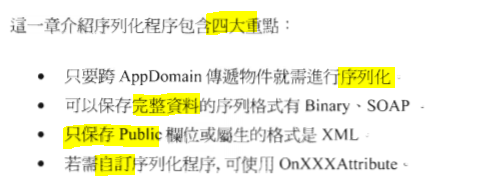 這一章介紹序列化程序包含四大重點：
• 只要跨 AppDomain 傳遞物件就需進行序列化。
• 可以保存完整資料的序列格式有 Binary、SOAP。
• 只保存 Public 欄位或屬生的格式是 XML
• 若需自訂序列化程序, 可使用 OnXXXAttribute。